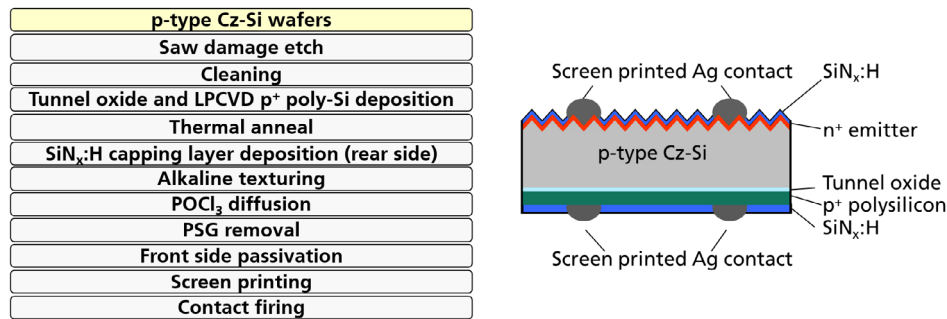 p-type Cz-Si wafers
Saw damage etch
Cleaning
Tunnel oxide and LPCVD p⁺ poly-Si deposition
Thermal anneal
SiNₓ:H capping layer deposition (rear side)
Alkaline texturing
POCl₃ diffusion
PSG removal
Front side passivation
Screen printing
Contact firing
Screen printed Ag contact
SiNₓ:H
n⁺ emitter
p-type Cz-Si
Tunnel oxide
p⁺ polysilicon
SiNₓ:H
Screen printed Ag contact